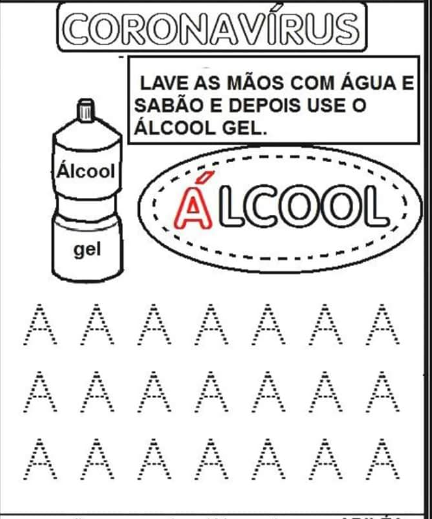 CORONAVÍRUS
LAVE AS MÃOS COM ÁGUA E
SABÃO E DEPOIS USE O
ÁLCOOL GEL.
Álcool
gel
ÁLCOOL
A A A A A A A
A A A A A A A
A A A A A A A